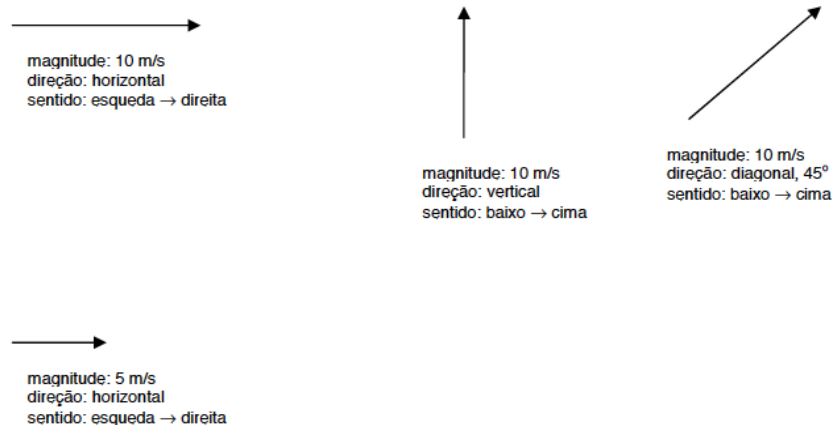 magnitude: 10 m/s
direção: horizontal
sentido: esqueda → direita
magnitude: 10 m/s
direção: vertical
sentido: baixo → cima
magnitude: 10 m/s
direção: diagonal, 45º
sentido: baixo → cima
magnitude: 5 m/s
direção: horizontal
sentido: esqueda → direita